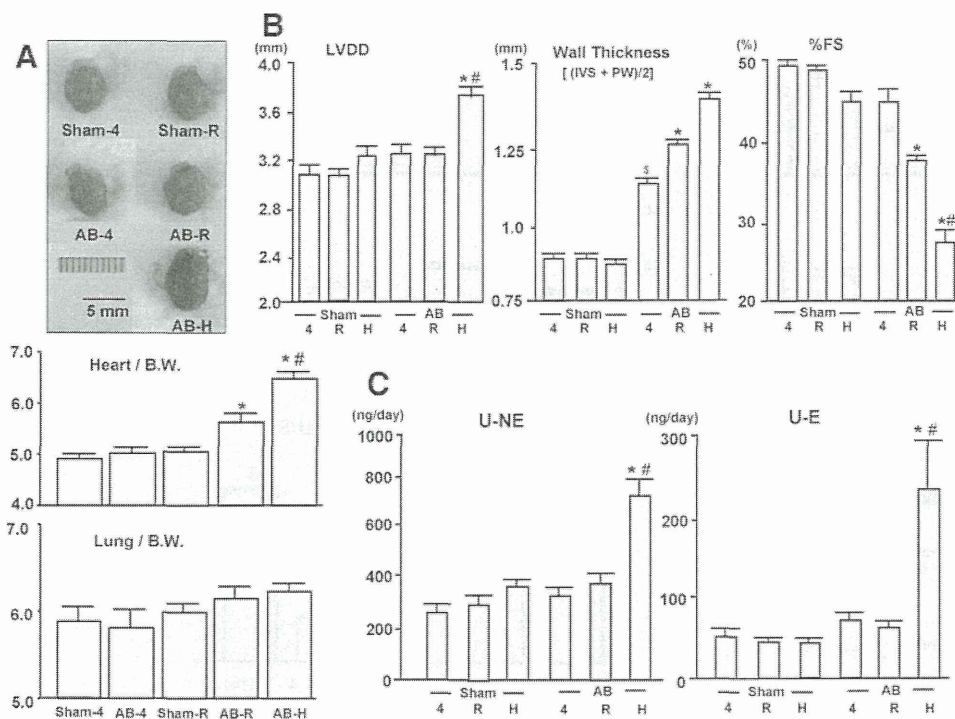 A
Sham-4 Sham-R
AB-4 AB-R
5 mm
AB-H
Heart / B.W.
7.0
6.0
5.0
4.0
*
* #
Lung / B.W.
7.0
6.0
5.0
Sham-4 AB-4 Sham-R AB-R AB-H
B
(mm)
LVDD
4.0
3.6
3.2
2.8
2.4
2.0
* #
Sham AB
4 R H 4 R H
(mm)
Wall Thickness
[ (IVS + PW)/2]
1.5
1.25
1.0
0.75
$
*
*
Sham AB
4 R H 4 R H
(%)
%FS
50
40
30
20
*
*#
Sham AB
4 R H 4 R H
C
(ng/day)
U-NE
1000
800
600
400
200
0
* #
Sham AB
4 R H 4 R H
(ng/day)
U-E
300
200
100
0
* #
Sham AB
4 R H 4 R H